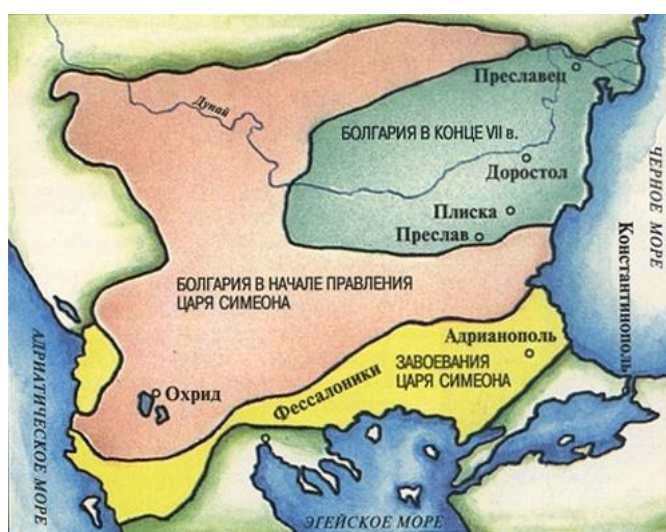 Преславец
Дунай
БОЛГАРИЯ В КОНЦЕ VII в.
Доростол
ЧЕРНОЕ МОРЕ
Плиска
Преслав
Константинополь
БОЛГАРИЯ В НАЧАЛЕ ПРАВЛЕНИЯ
ЦАРЯ СИМЕОНА
АДРИАТИЧЕСКОЕ МОРЕ
Адрианополь
ЗАВОЕВАНИЯ
ЦАРЯ СИМЕОНА
Фессалоники
Охрид
ЭГЕЙСКОЕ МОРЕ